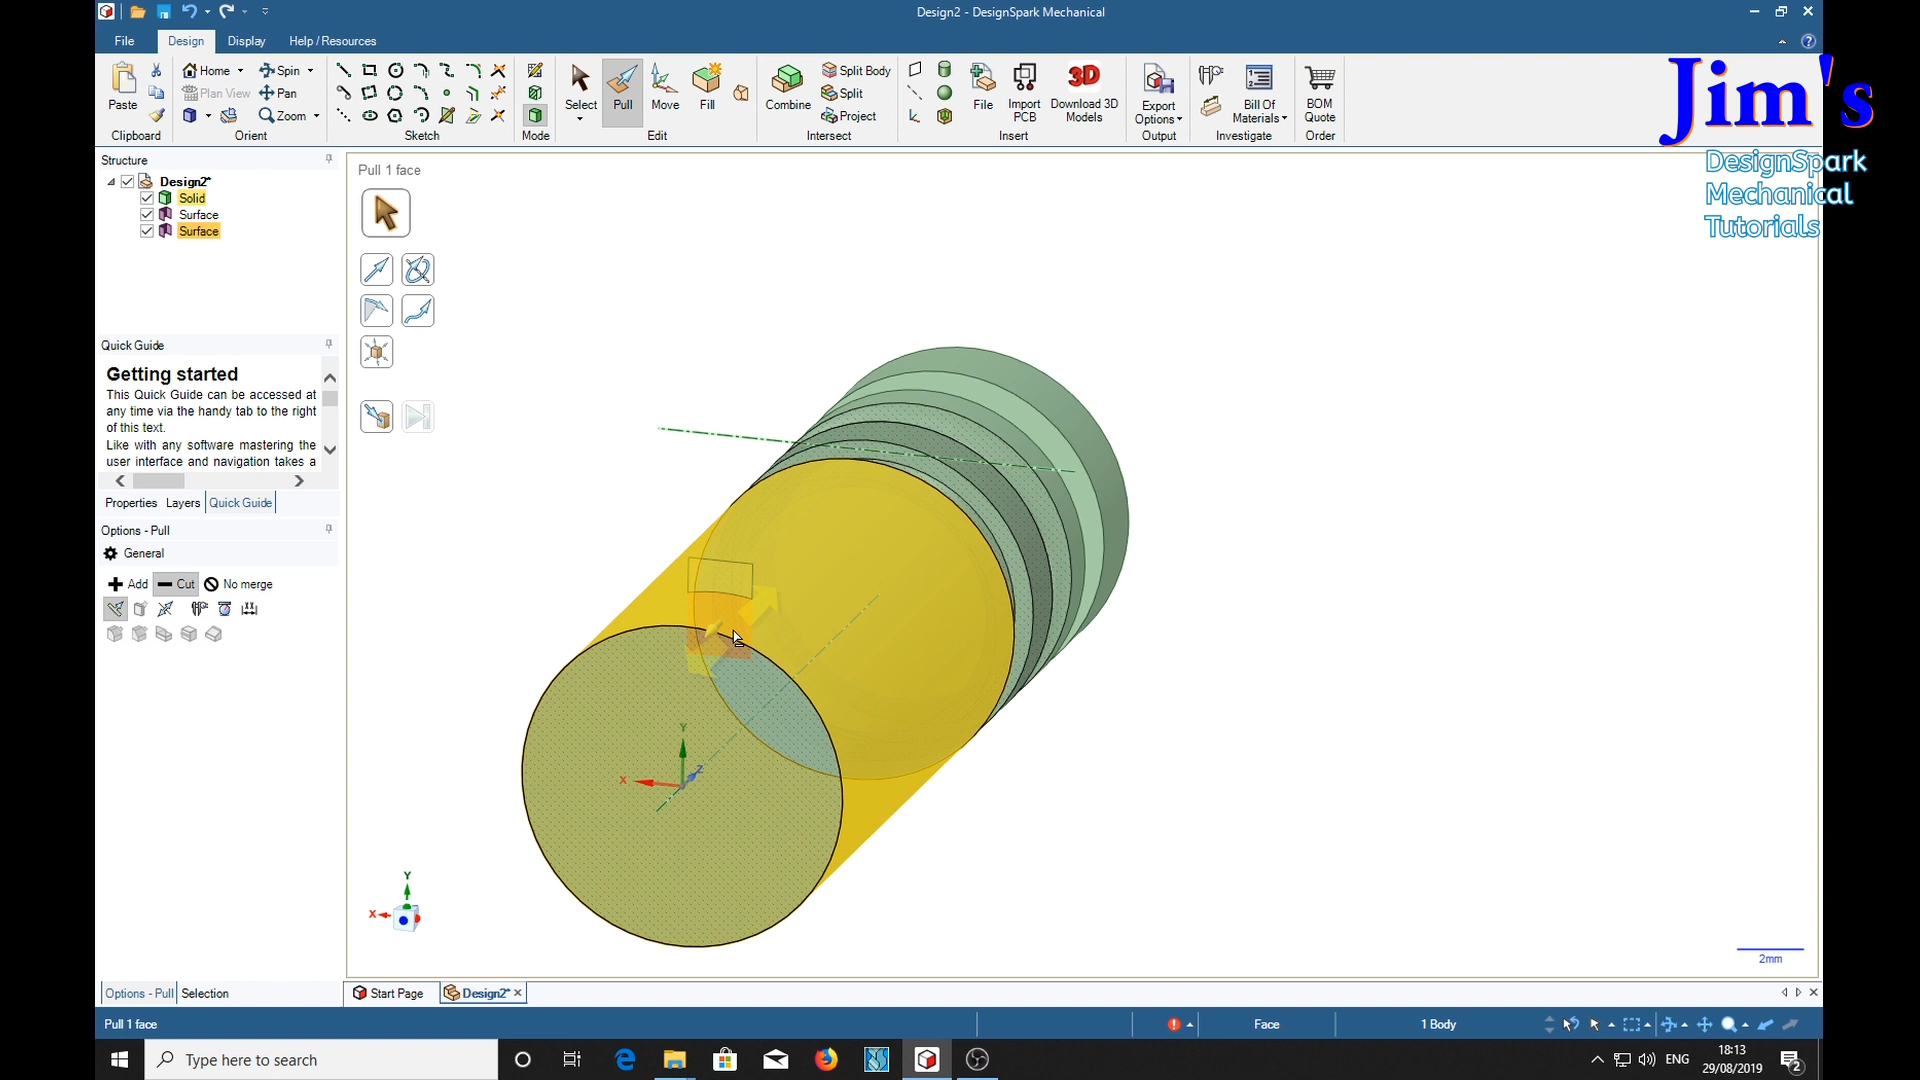 Design2 - DesignSpark Mechanical
File Design Display Help/Resources
Paste
Clipboard
Home
Plan View
Spin
Pan
Zoom
Orient
Sketch
Mode
Select
Pull
Move
Fill
Edit
Combine
Split Body
Split
Project
Intersect
File
Import PCB
Download 3D Models
Insert
Export Options
Output
Bill Of Materials
Investigate
BOM Quote
Order
Jim's
DesignSpark
Mechanical
Tutorials
Structure
Design2*
Solid
Surface
Surface
Pull 1 face
Quick Guide
Getting started
This Quick Guide can be accessed at
any time via the handy tab to the right
of this text.
Like with any software mastering the
user interface and navigation takes a
Properties Layers Quick Guide
Options - Pull
General
Add Cut No merge
Y
X
Z
Y
X
2mm
Options - Pull Selection
Start Page Design2*
Pull 1 face
Face
1 Body
Type here to search
ENG
18:13
29/08/2019
2